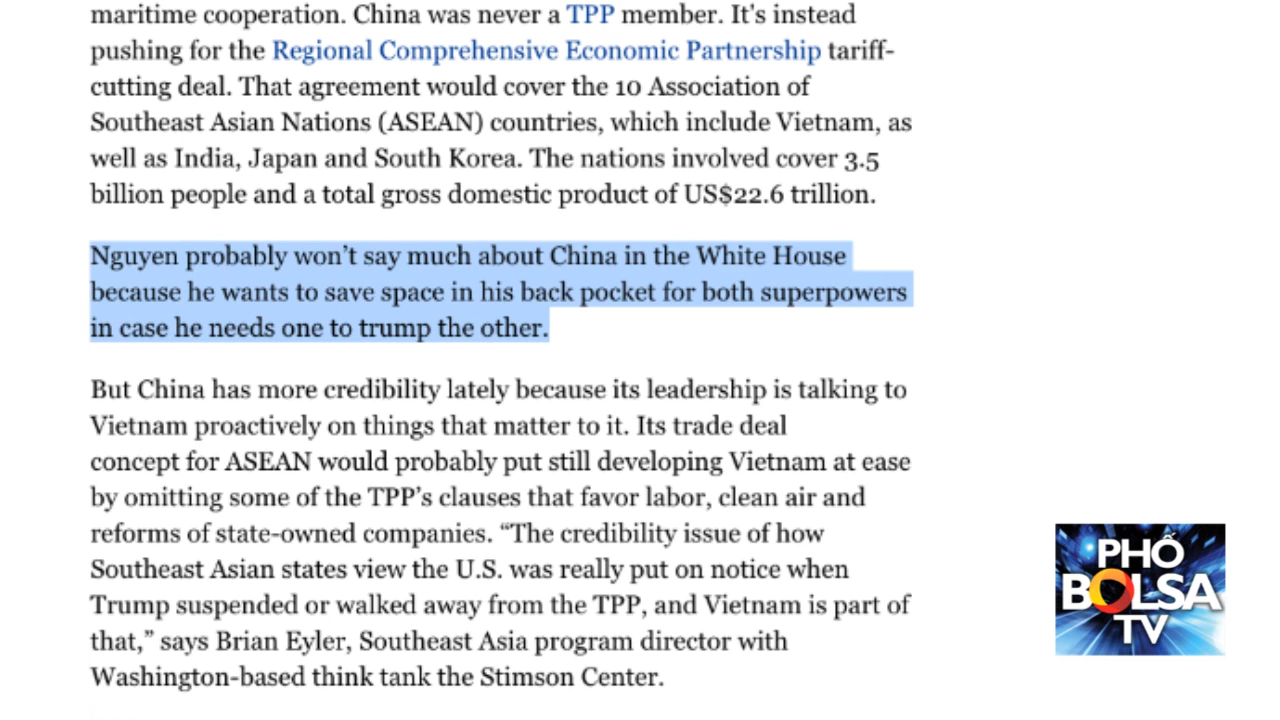 maritime cooperation. China was never a TPP member. It's instead
pushing for the Regional Comprehensive Economic Partnership tariff-
cutting deal. That agreement would cover the 10 Association of
Southeast Asian Nations (ASEAN) countries, which include Vietnam, as
well as India, Japan and South Korea. The nations involved cover 3.5
billion people and a total gross domestic product of US$22.6 trillion.
Nguyen probably won’t say much about China in the White House
because he wants to save space in his back pocket for both superpowers
in case he needs one to trump the other.
But China has more credibility lately because its leadership is talking to
Vietnam proactively on things that matter to it. Its trade deal
concept for ASEAN would probably put still developing Vietnam at ease
by omitting some of the TPP’s clauses that favor labor, clean air and
reforms of state-owned companies. “The credibility issue of how
Southeast Asian states view the U.S. was really put on notice when
Trump suspended or walked away from the TPP, and Vietnam is part of
that,” says Brian Eyler, Southeast Asia program director with
Washington-based think tank the Stimson Center.
PHỐ
BOLSA
TV